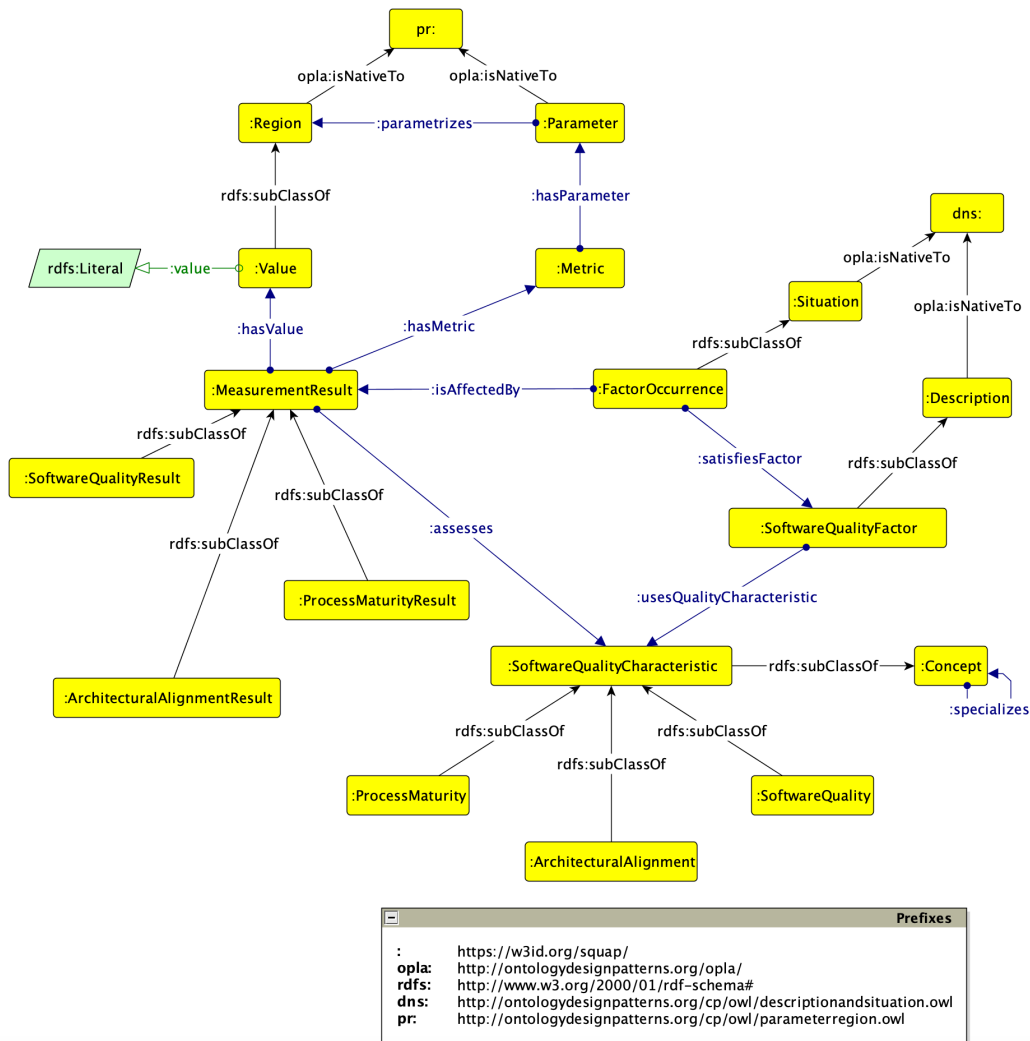 pr:
opla:isNativeTo
opla:isNativeTo
:Region
:parametrizes
:Parameter
rdfs:subClassOf
:hasParameter
dns:
rdfs:Literal
:value
:Value
:Metric
opla:isNativeTo
:Situation
opla:isNativeTo
:hasValue
:hasMetric
rdfs:subClassOf
:MeasurementResult
:isAffectedBy
:FactorOccurrence
:Description
rdfs:subClassOf
:satisfiesFactor
rdfs:subClassOf
:SoftwareQualityResult
rdfs:subClassOf
:assesses
:SoftwareQualityFactor
rdfs:subClassOf
:ProcessMaturityResult
:usesQualityCharacteristic
:SoftwareQualityCharacteristic
rdfs:subClassOf
:Concept
:ArchitecturalAlignmentResult
:specializes
rdfs:subClassOf
rdfs:subClassOf
rdfs:subClassOf
:ProcessMaturity
:SoftwareQuality
:ArchitecturalAlignment
Prefixes
: https://w3id.org/squap/
opla: http://ontologydesignpatterns.org/opla/
rdfs: http://www.w3.org/2000/01/rdf-schema#
dns: http://ontologydesignpatterns.org/cp/owl/descriptionandsituation.owl
pr: http://ontologydesignpatterns.org/cp/owl/parameterregion.owl